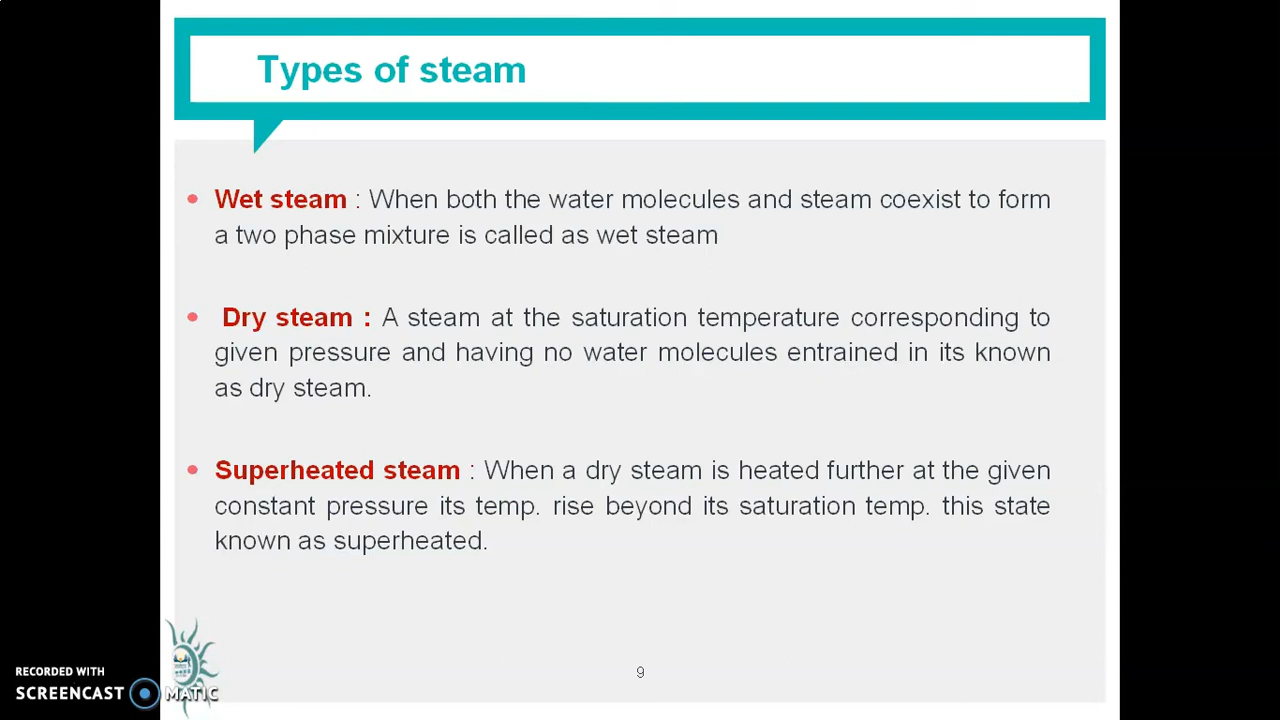 Types of steam
• Wet steam : When both the water molecules and steam coexist to form
a two phase mixture is called as wet steam
• Dry steam : A steam at the saturation temperature corresponding to
given pressure and having no water molecules entrained in its known
as dry steam.
• Superheated steam : When a dry steam is heated further at the given
constant pressure its temp. rise beyond its saturation temp. this state
known as superheated.
9
RECORDED WITH
SCREENCAST MATIC